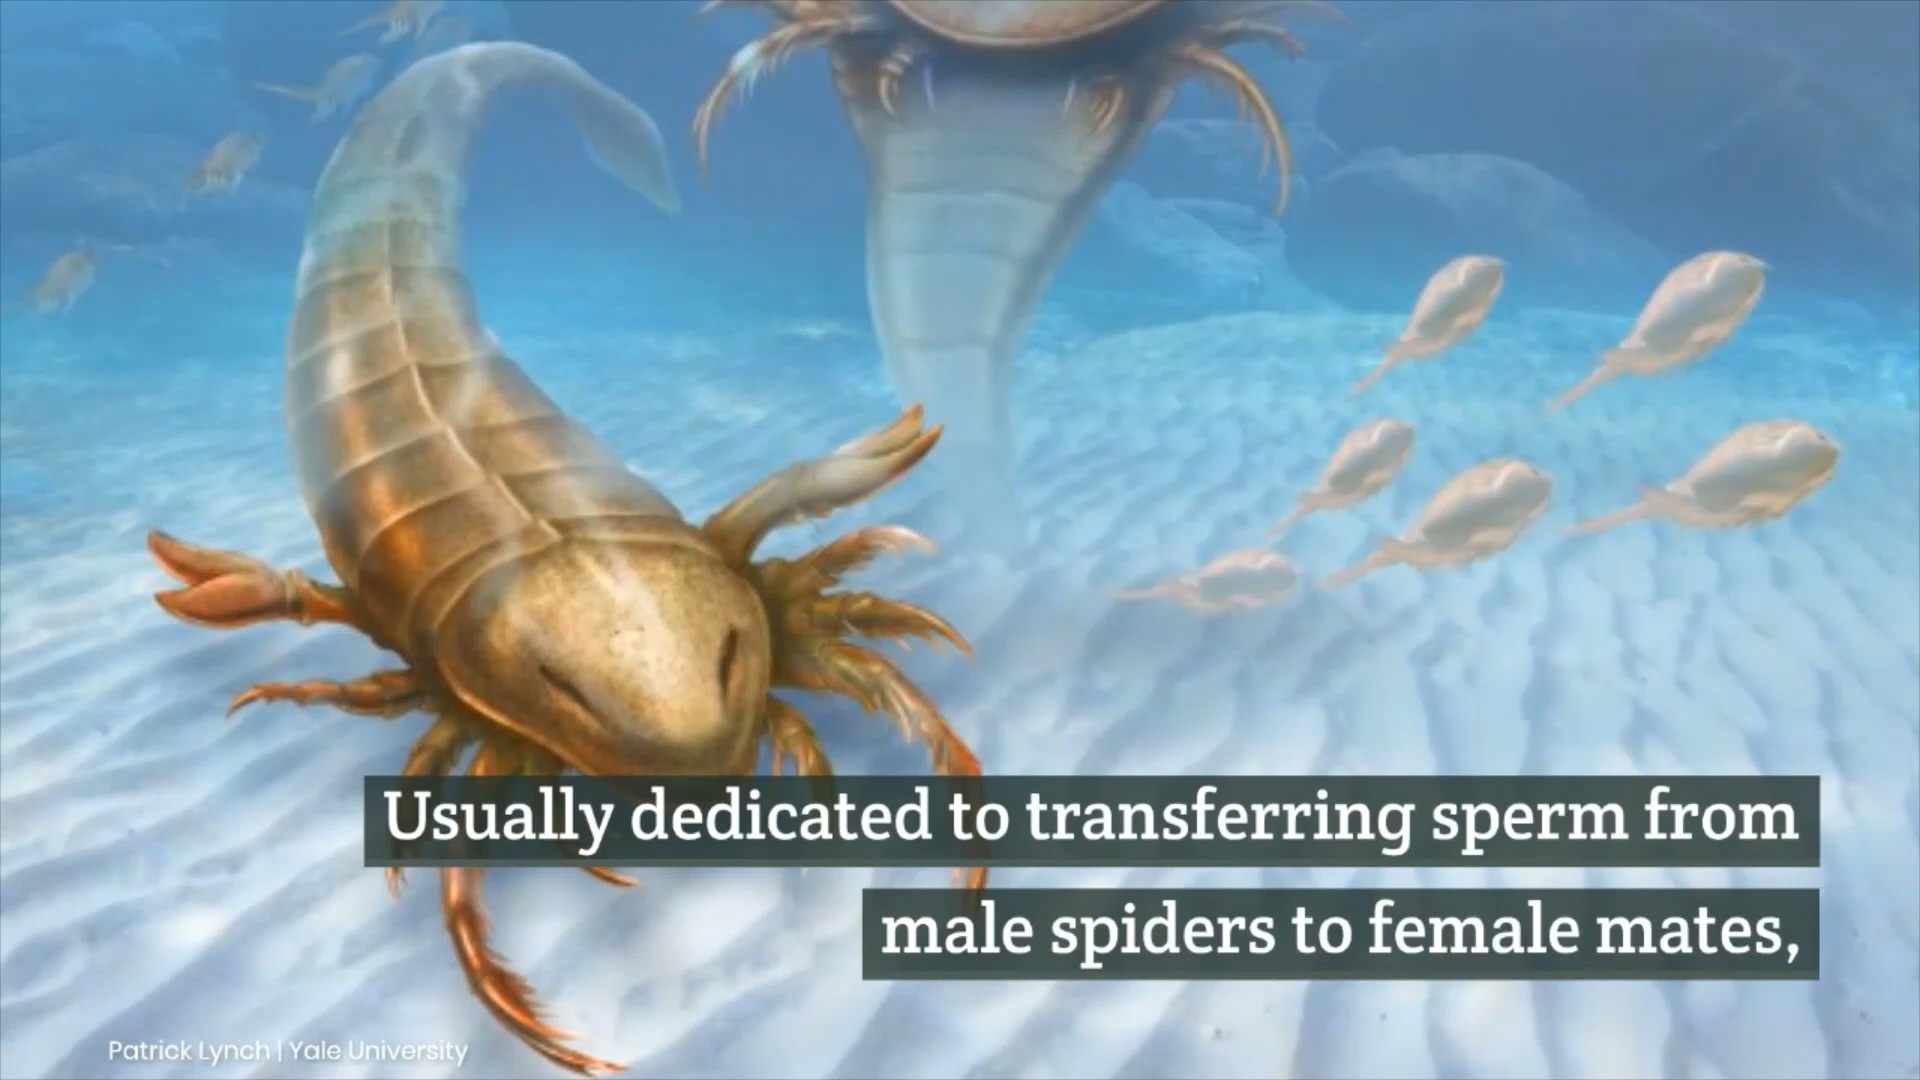 Usually dedicated to transferring sperm from
male spiders to female mates,
Patrick Lynch | Yale University